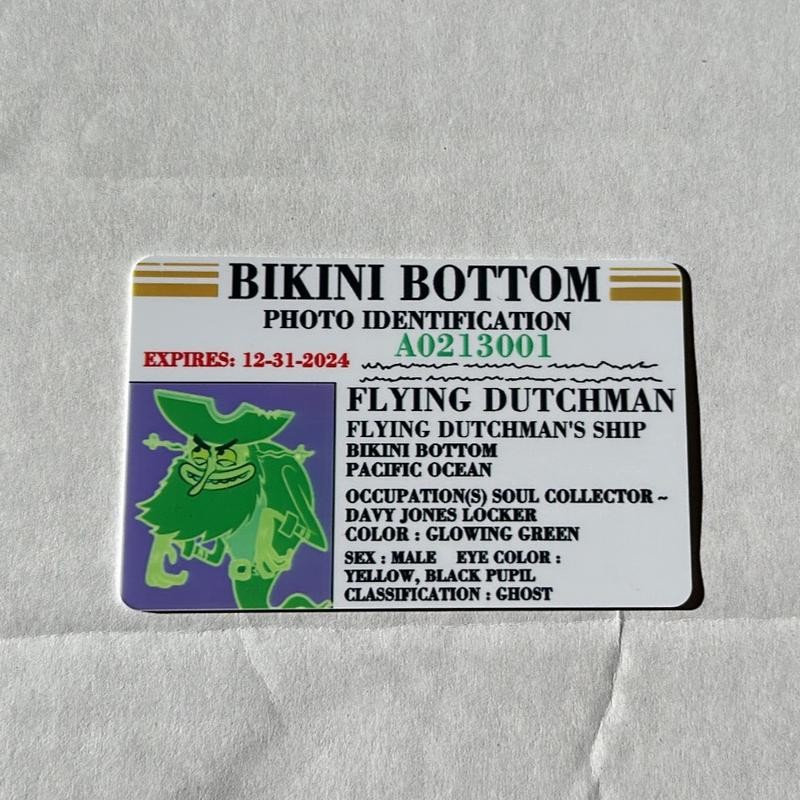 BIKINI BOTTOM
PHOTO IDENTIFICATION
A0213001
EXPIRES: 12-31-2024
FLYING DUTCHMAN
FLYING DUTCHMAN'S SHIP
BIKINI BOTTOM
PACIFIC OCEAN
OCCUPATION(S) SOUL COLLECTOR ~
DAVY JONES LOCKER
COLOR : GLOWING GREEN
SEX : MALE EYE COLOR :
YELLOW, BLACK PUPIL
CLASSIFICATION : GHOST